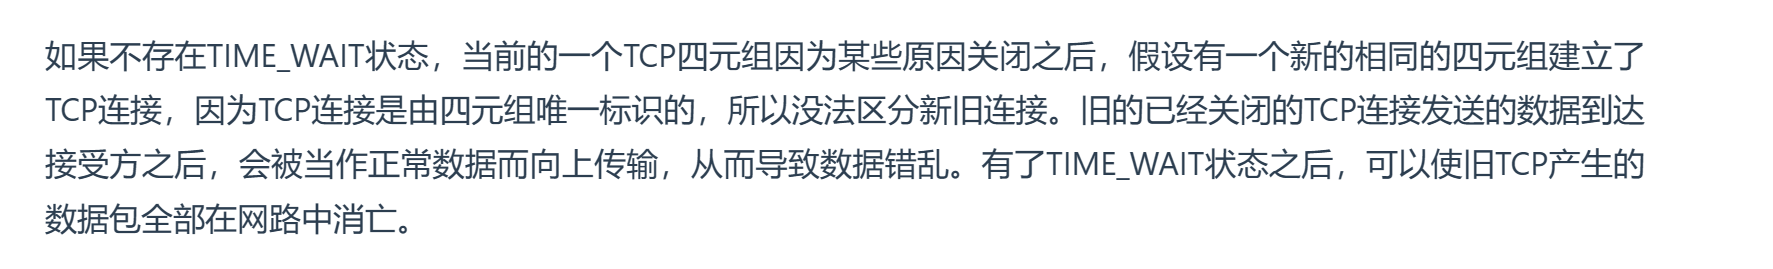 如果不存在TIME_WAIT状态，当前的一个TCP四元组因为某些原因关闭之后，假设有一个新的相同的四元组建立了
TCP连接，因为TCP连接是由四元组唯一标识的，所以没法区分新旧连接。旧的已经关闭的TCP连接发送的数据到达
接受方之后，会被当作正常数据而向上传输，从而导致数据错乱。有了TIME_WAIT状态之后，可以使旧TCP产生的
数据包全部在网路中消亡。